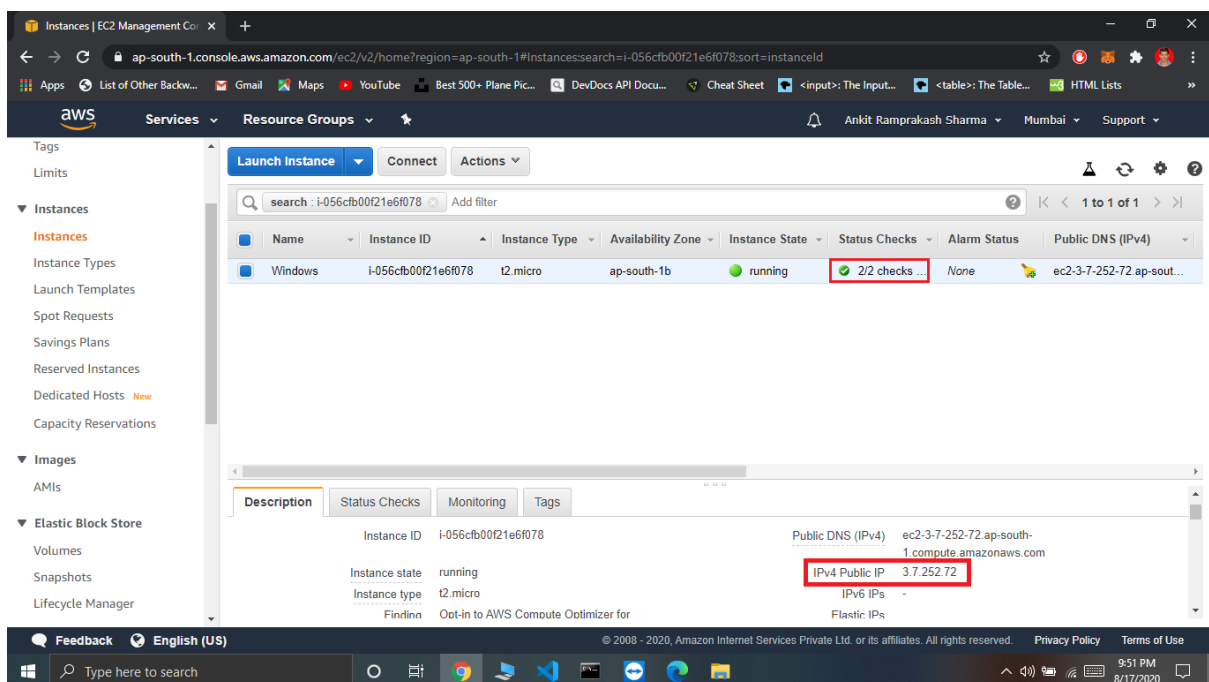 Instances | EC2 Management Con
ap-south-1.console.aws.amazon.com/ec2/v2/home?region=ap-south-1#Instances:search=i-056cfb00f21e6f078;sort=instanceId
Apps List of Other Backw... Gmail Maps YouTube Best 500+ Plane Pic... DevDocs API Docu... Cheat Sheet <input>: The Input... <table>: The Table... HTML Lists »
aws Services Resource Groups Ankit Ramprakash Sharma Mumbai Support
Tags
Limits
Instances
Instances
Instance Types
Launch Templates
Spot Requests
Savings Plans
Reserved Instances
Dedicated Hosts New
Capacity Reservations
Images
AMIs
Elastic Block Store
Volumes
Snapshots
Lifecycle Manager
Launch Instance Connect Actions
search : i-056cfb00f21e6f078 Add filter 1 to 1 of 1
Name Instance ID Instance Type Availability Zone Instance State Status Checks Alarm Status Public DNS (IPv4)
Windows i-056cfb00f21e6f078 t2.micro ap-south-1b running 2/2 checks ... None ec2-3-7-252-72.ap-sout...
Description Status Checks Monitoring Tags
Instance ID i-056cfb00f21e6f078 Public DNS (IPv4) ec2-3-7-252-72.ap-south-
1.compute.amazonaws.com
Instance state running IPv4 Public IP 3.7.252.72
Instance type t2.micro IPv6 IPs -
Finding Opt-in to AWS Compute Optimizer for Elastic IPs
Feedback English (US) © 2008 - 2020, Amazon Internet Services Private Ltd. or its affiliates. All rights reserved. Privacy Policy Terms of Use
Type here to search 9:51 PM
8/17/2020